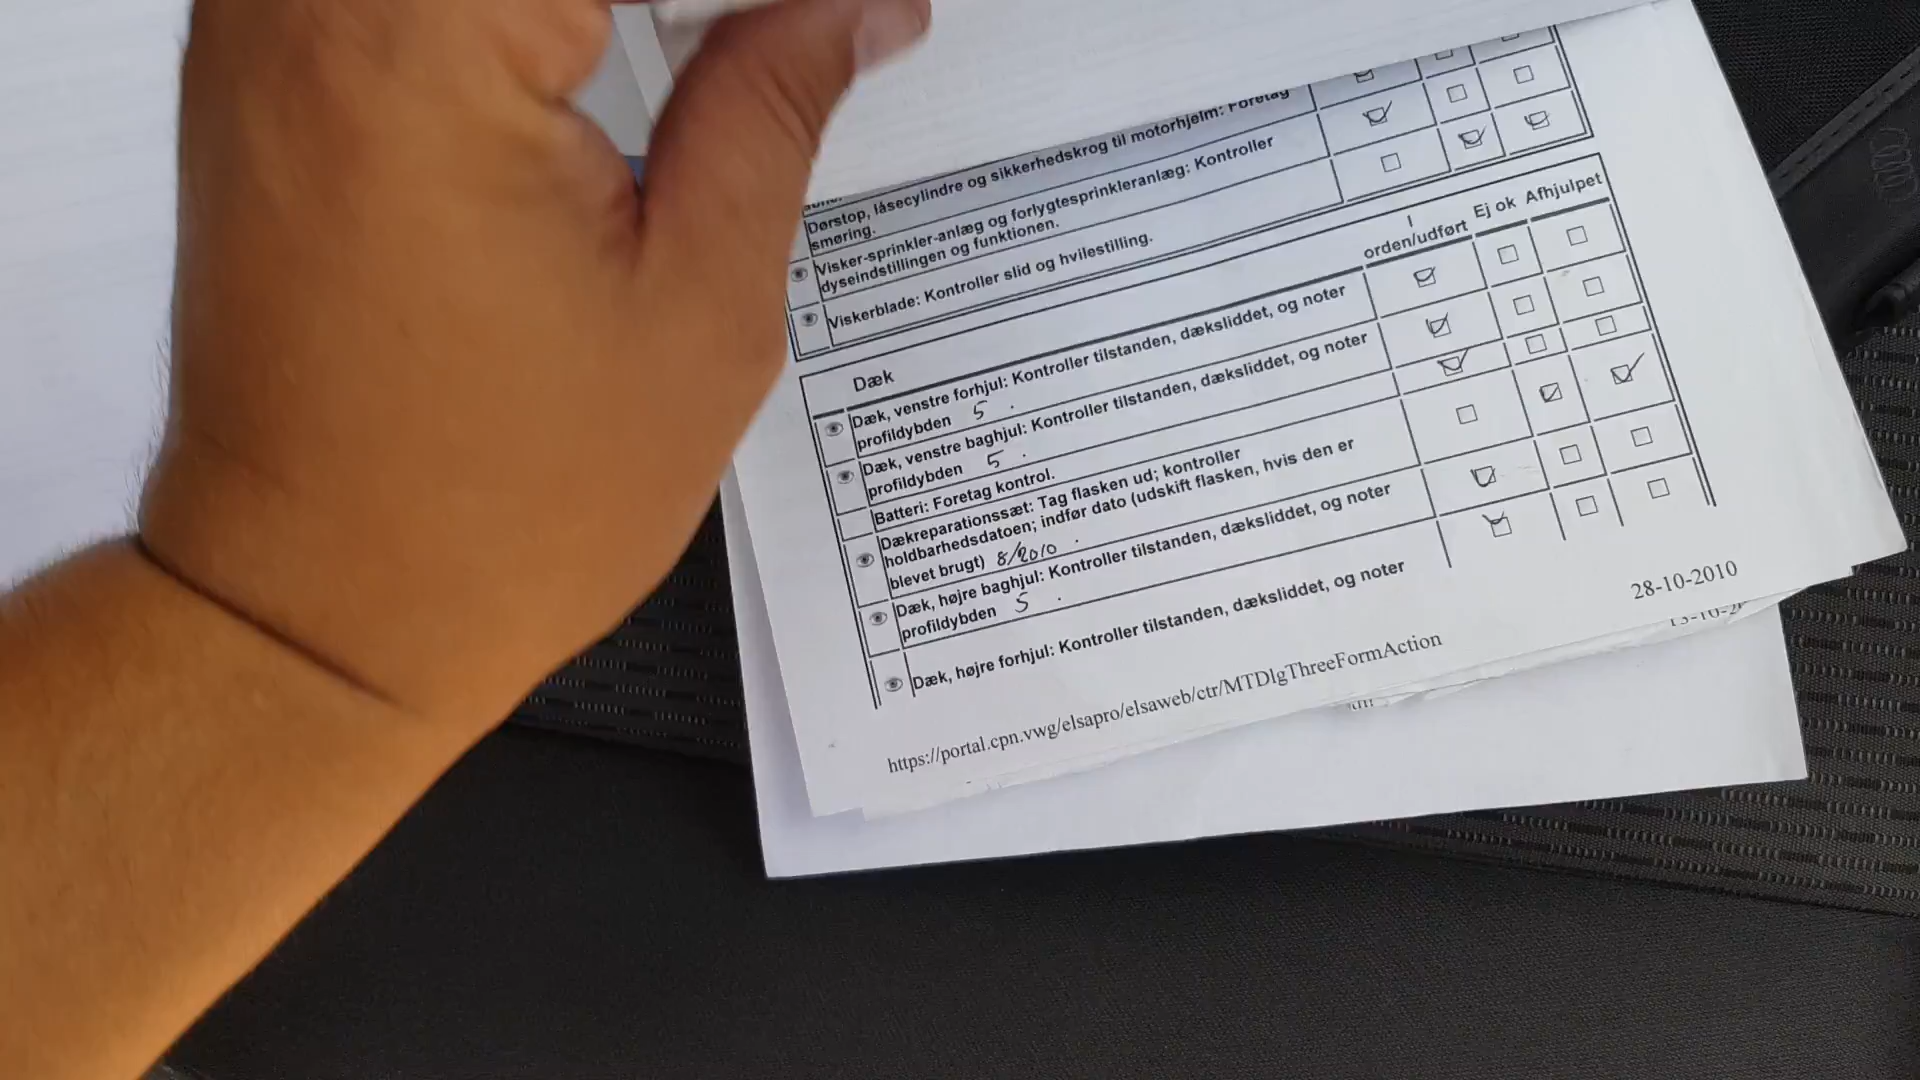 Dørstop, låsecylindre og sikkerhedskrog til motorhjelm: Foretag
smøring.
Visker-sprinkler-anlæg og forlygtesprinkleranlæg: Kontroller
dyseindstillingen og funktionen.
Viskerblade: Kontroller slid og hvilestilling.
Dæk
I
orden/udført
Ej ok
Afhjulpet
Dæk, venstre forhjul: Kontroller tilstanden, dæksliddet, og noter
profildybden 5
Dæk, venstre baghjul: Kontroller tilstanden, dæksliddet, og noter
profildybden 5
Batteri: Foretag kontrol.
Dækreparationssæt: Tag flasken ud; kontroller
holdbarhedsdatoen; indfør dato (udskift flasken, hvis den er
blevet brugt) 8/2010
Dæk, højre baghjul: Kontroller tilstanden, dæksliddet, og noter
profildybden 5
Dæk, højre forhjul: Kontroller tilstanden, dæksliddet, og noter
https://portal.cpn.vwg/elsapro/elsaweb/ctr/MTDlgThreeFormAction
28-10-2010